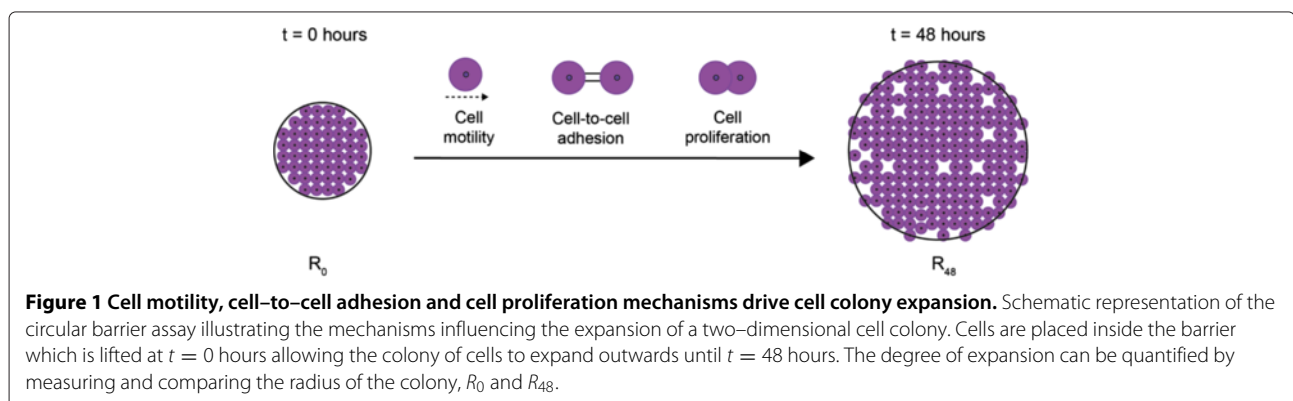 t = 0 hours
t = 48 hours
Cell
motility
Cell-to-cell
adhesion
Cell
proliferation
R0
R48
Figure 1 Cell motility, cell–to–cell adhesion and cell proliferation mechanisms drive cell colony expansion. Schematic representation of the
circular barrier assay illustrating the mechanisms influencing the expansion of a two–dimensional cell colony. Cells are placed inside the barrier
which is lifted at t = 0 hours allowing the colony of cells to expand outwards until t = 48 hours. The degree of expansion can be quantified by
measuring and comparing the radius of the colony, R0 and R48.